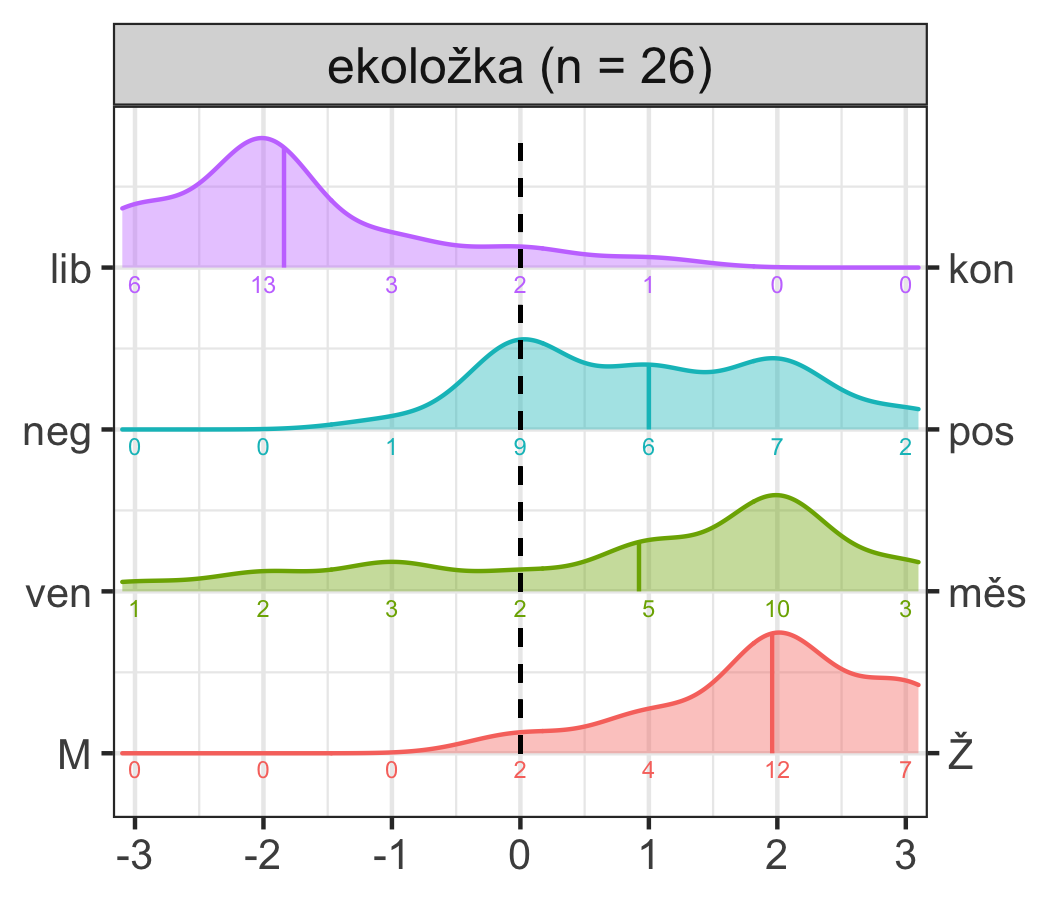 ekoložka (n = 26)
lib kon
6 13 3 2 1 0 0
neg pos
0 0 1 9 6 7 2
ven měs
1 2 3 2 5 10 3
M Ž
0 0 0 2 4 12 7
-3 -2 -1 0 1 2 3